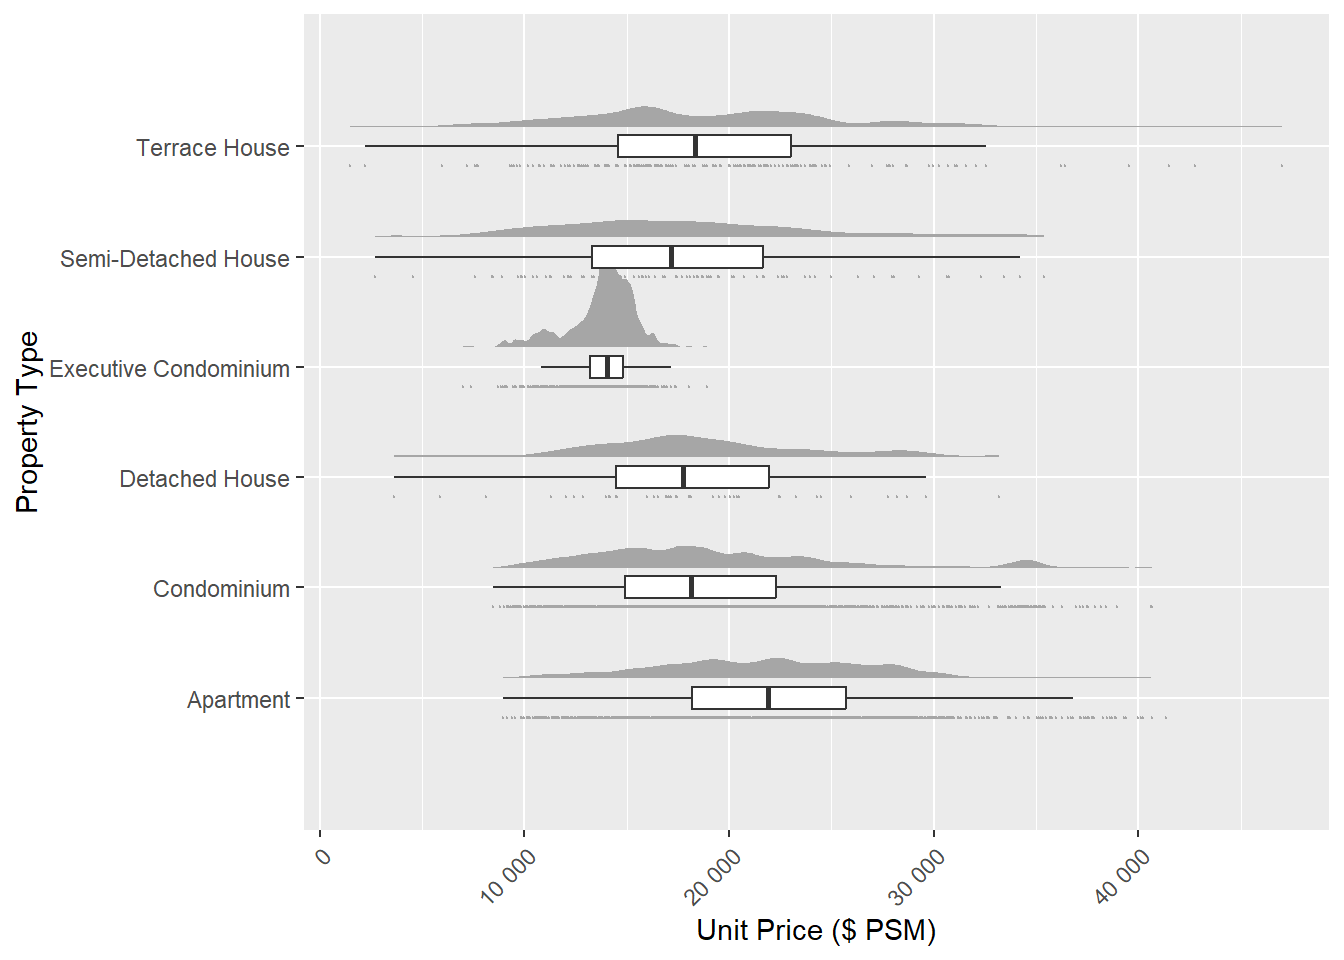 Terrace House
Semi-Detached House
Executive Condominium
Detached House
Condominium
Apartment
Property Type
0
10 000
20 000
30 000
40 000
Unit Price ($ PSM)